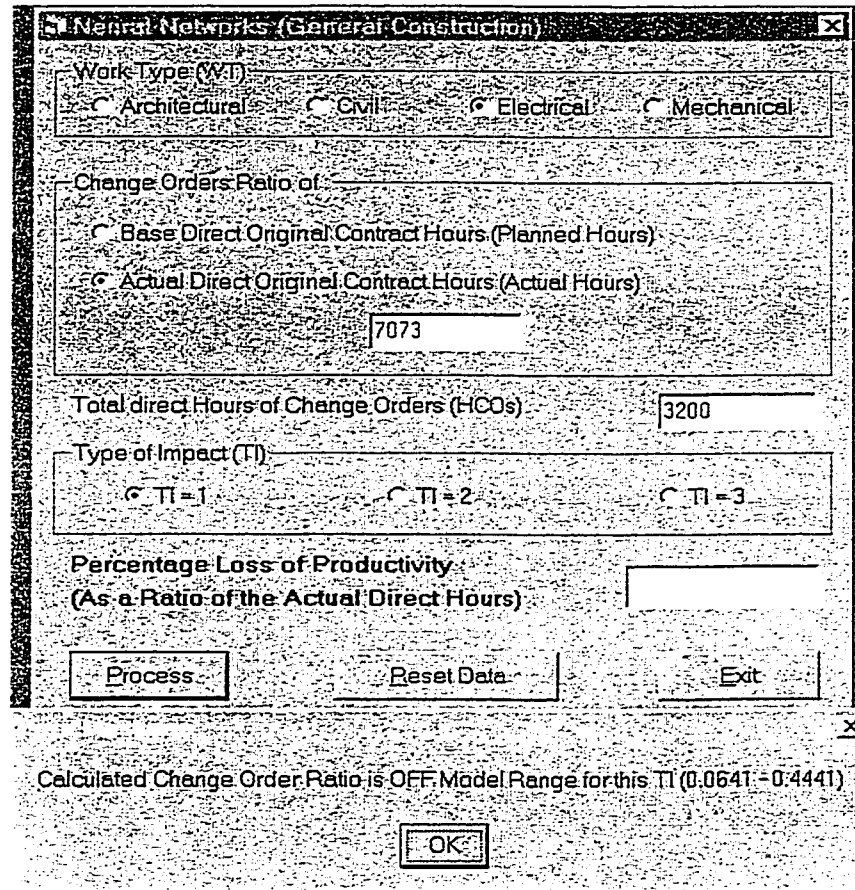 Neural Networks (General Construction)
Work Type (WT)
Architectural Civil Electrical Mechanical
Change Orders Ratio of :
Base Direct Original Contract Hours (Planned Hours)
Actual Direct Original Contract Hours (Actual Hours)
7073
Total direct Hours of Change Orders (HCOs) 3200
Type of Impact (TI)
TI = 1 TI = 2 TI = 3
Percentage Loss of Productivity
(As a Ratio of the Actual Direct Hours)
Process Reset Data Exit
Calculated Change Order Ratio is OFF Model Range for this TI (0.0641 - 0.4441)
OK